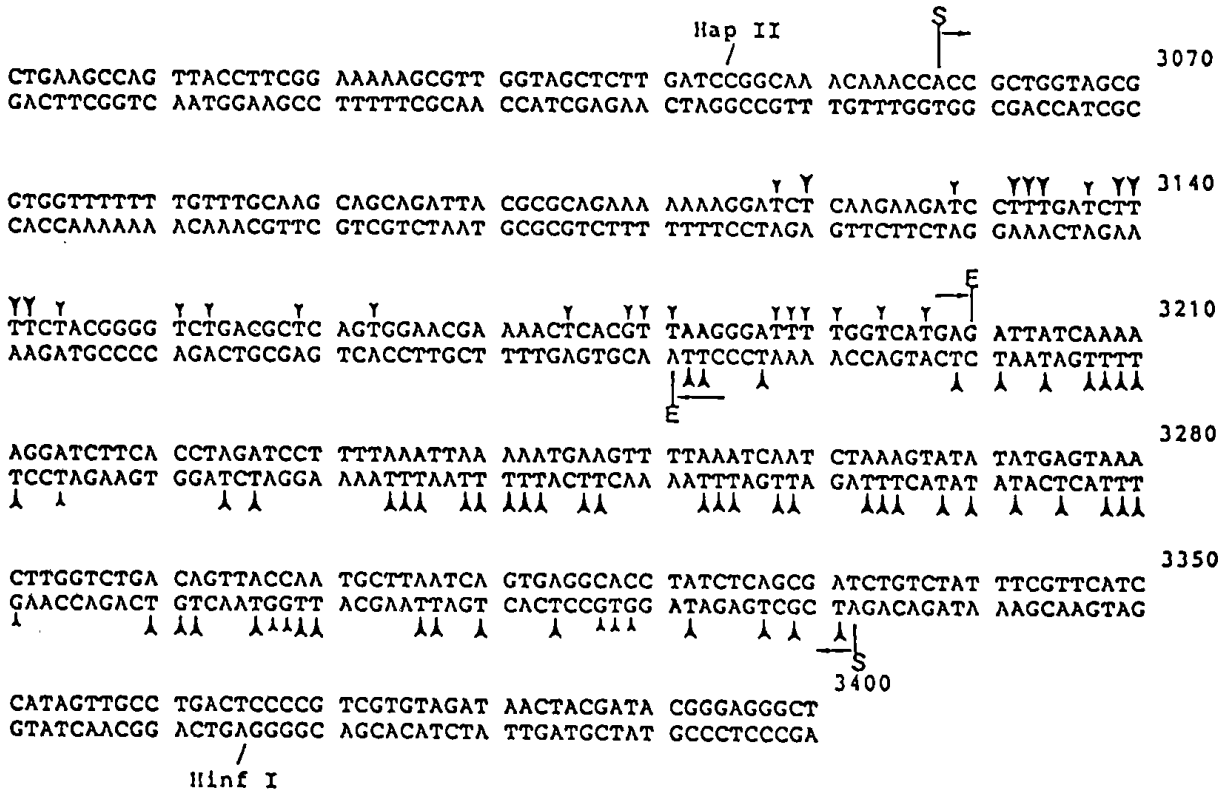 S
Hap II
3070
CTGAAGCCAG TTACCTTCGG AAAAAGCGTT GGTAGCTCTT GATCCGGCAA ACAAACCACC GCTGGTAGCG
GACTTCGGTC AATGGAAGCC TTTTTCGCAA CCATCGAGAA CTAGGCCGTT TGTTTGGTGG CGACCATCGC
3140
GTGGTTTTTT TGTTTGCAAG CAGCAGATTA CGCGCAGAAA AAAAGGATCT CAAGAAGATC CTTTGATCTT
CACCAAAAAA ACAAACGTTC GTCGTCTAAT GCGCGTCTTT TTTTCCTAGA GTTCTTCTAG GAAACTAGAA
E
3210
TTCTACGGGG TCTGACGCTC AGTGGAACGA AAACTCACGT TAAGGGATTT TGGTCATGAG ATTATCAAAA
AAGATGCCCC AGACTGCGAG TCACCTTGCT TTTGAGTGCA ATTCCCTAAA ACCAGTACTC TAATAGTTTT
E
3280
AGGATCTTCA CCTAGATCCT TTTAAATTAA AAATGAAGTT TTAAATCAAT CTAAAGTATA TATGAGTAAA
TCCTAGAAGT GGATCTAGGA AAATTTAATT TTTACTTCAA AATTTAGTTA GATTTCATAT ATACTCATTT
3350
CTTGGTCTGA CAGTTACCAA TGCTTAATCA GTGAGGCACC TATCTCAGCG ATCTGTCTAT TTCGTTCATC
GAACCAGACT GTCAATGGTT ACGAATTAGT CACTCCGTGG ATAGAGTCGC TAGACAGATA AAGCAAGTAG
S
3400
CATAGTTGCC TGACTCCCCG TCGTGTAGAT AACTACGATA CGGGAGGGCT
GTATCAACGG ACTGAGGGGC AGCACATCTA TTGATGCTAT GCCCTCCCGA
Hinf I